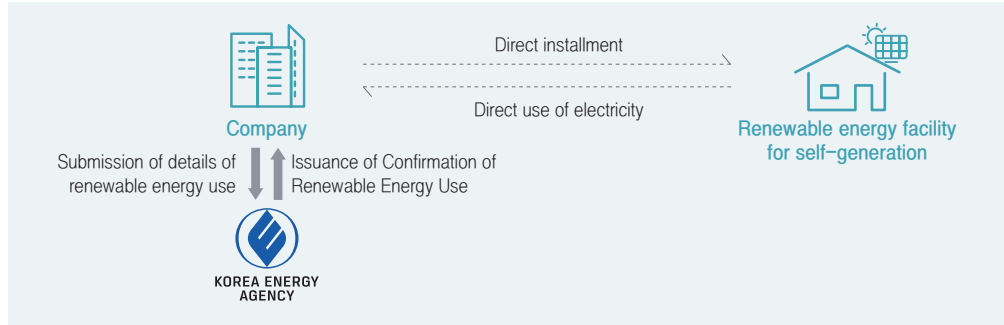 Direct installment
Direct use of electricity
Company
Renewable energy facility
for self-generation
Submission of details of
renewable energy use
Issuance of Confirmation of
Renewable Energy Use
KOREA ENERGY
AGENCY